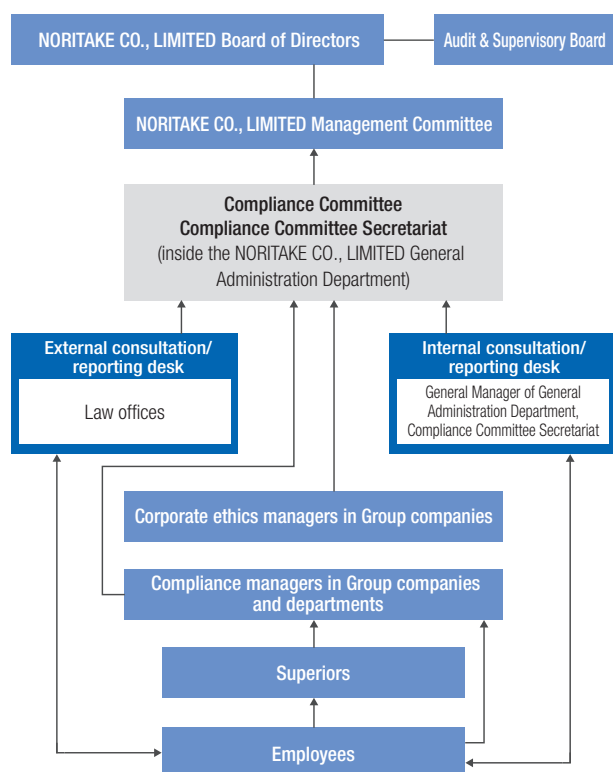 NORITAKE CO., LIMITED Board of Directors
Audit & Supervisory Board
NORITAKE CO., LIMITED Management Committee
Compliance Committee
Compliance Committee Secretariat
(inside the NORITAKE CO., LIMITED General
Administration Department)
External consultation/
reporting desk
Law offices
Internal consultation/
reporting desk
General Manager of General
Administration Department,
Compliance Committee Secretariat
Corporate ethics managers in Group companies
Compliance managers in Group companies
and departments
Superiors
Employees